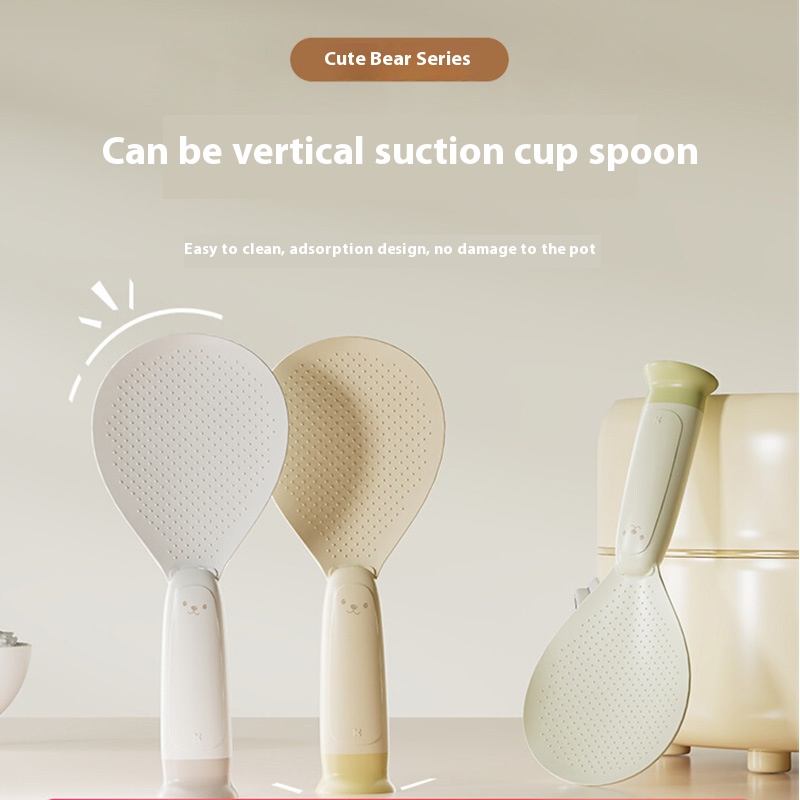 Cute Bear Series
Can be vertical suction cup spoon
Easy to clean, adsorption design, no damage to the pot